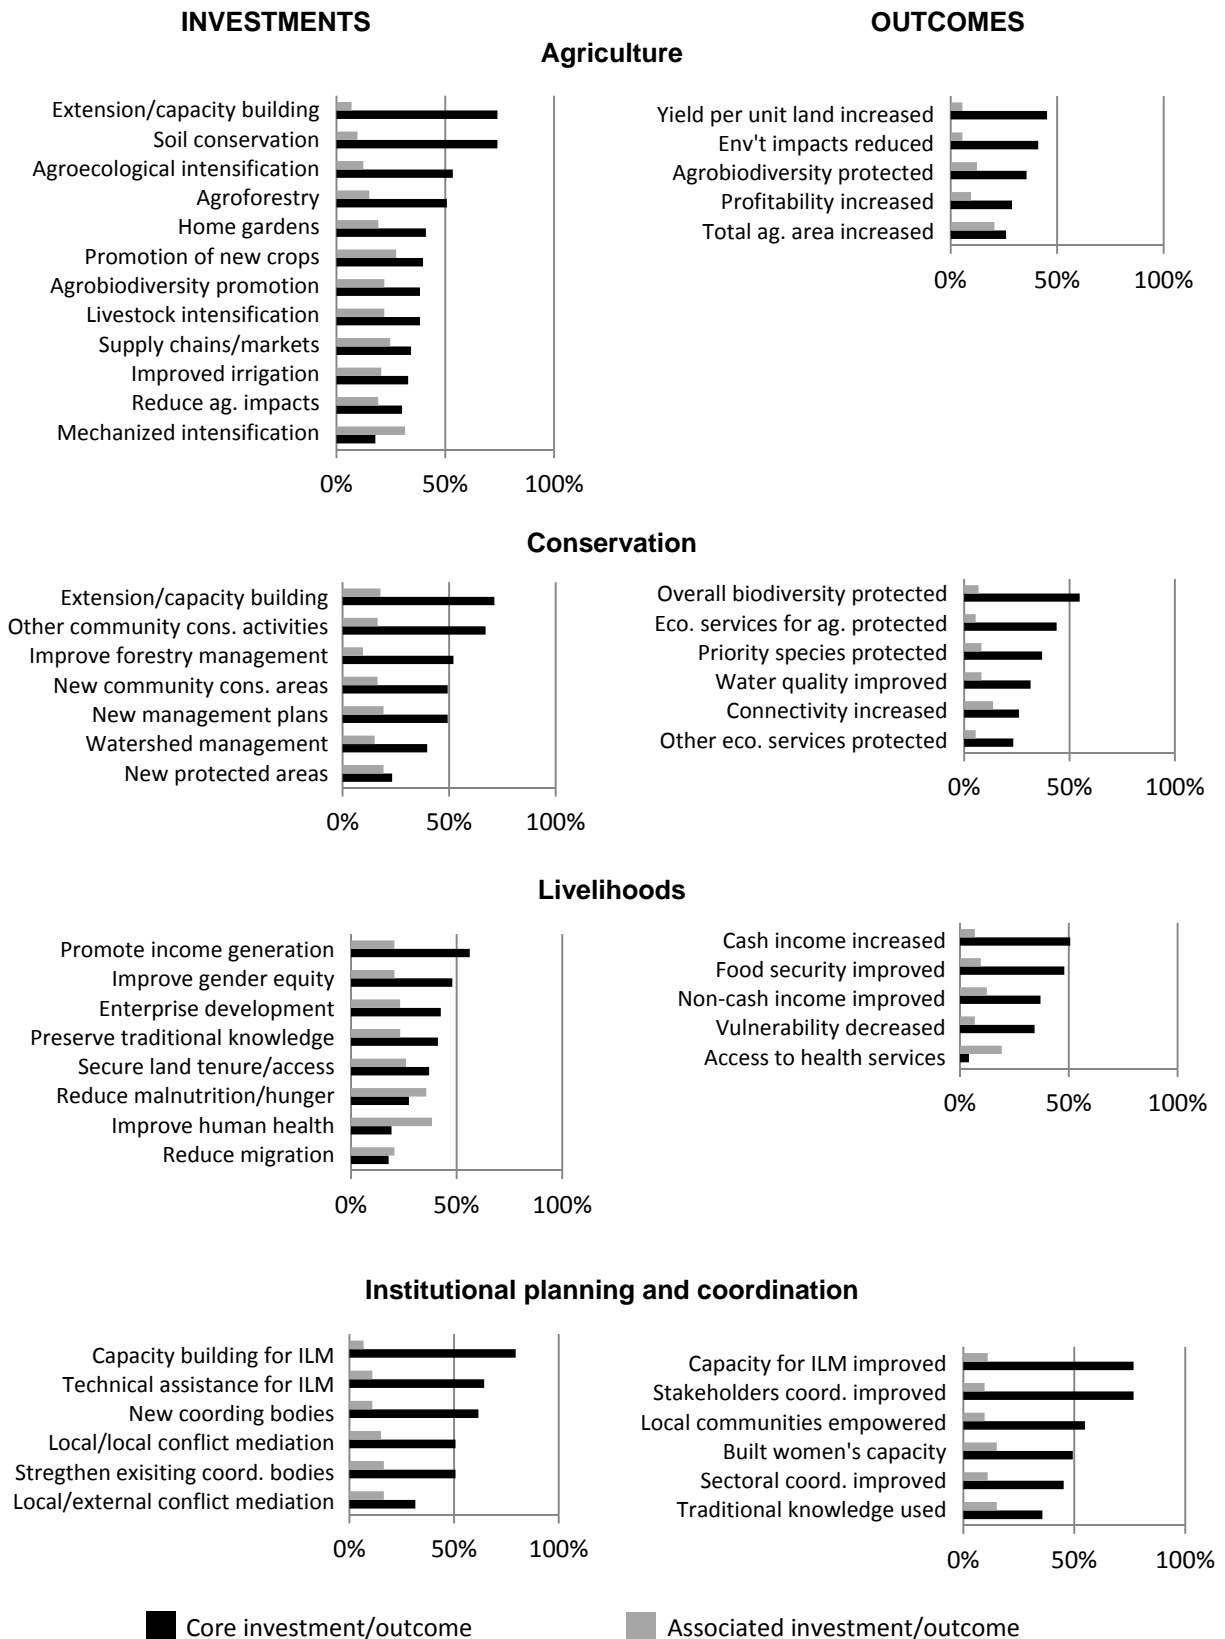 INVESTMENTS
OUTCOMES
Agriculture
Extension/capacity building
Soil conservation
Agroecological intensification
Agroforestry
Home gardens
Promotion of new crops
Agrobiodiversity promotion
Livestock intensification
Supply chains/markets
Improved irrigation
Reduce ag. impacts
Mechanized intensification
0% 50% 100%
Yield per unit land increased
Env't impacts reduced
Agrobiodiversity protected
Profitability increased
Total ag. area increased
0% 50% 100%
Conservation
Extension/capacity building
Other community cons. activities
Improve forestry management
New community cons. areas
New management plans
Watershed management
New protected areas
0% 50% 100%
Overall biodiversity protected
Eco. services for ag. protected
Priority species protected
Water quality improved
Connectivity increased
Other eco. services protected
0% 50% 100%
Livelihoods
Promote income generation
Improve gender equity
Enterprise development
Preserve traditional knowledge
Secure land tenure/access
Reduce malnutrition/hunger
Improve human health
Reduce migration
0% 50% 100%
Cash income increased
Food security improved
Non-cash income improved
Vulnerability decreased
Access to health services
0% 50% 100%
Institutional planning and coordination
Capacity building for ILM
Technical assistance for ILM
New coording bodies
Local/local conflict mediation
Stregthen exisiting coord. bodies
Local/external conflict mediation
0% 50% 100%
Capacity for ILM improved
Stakeholders coord. improved
Local communities empowered
Built women's capacity
Sectoral coord. improved
Traditional knowledge used
0% 50% 100%
Core investment/outcome
Associated investment/outcome